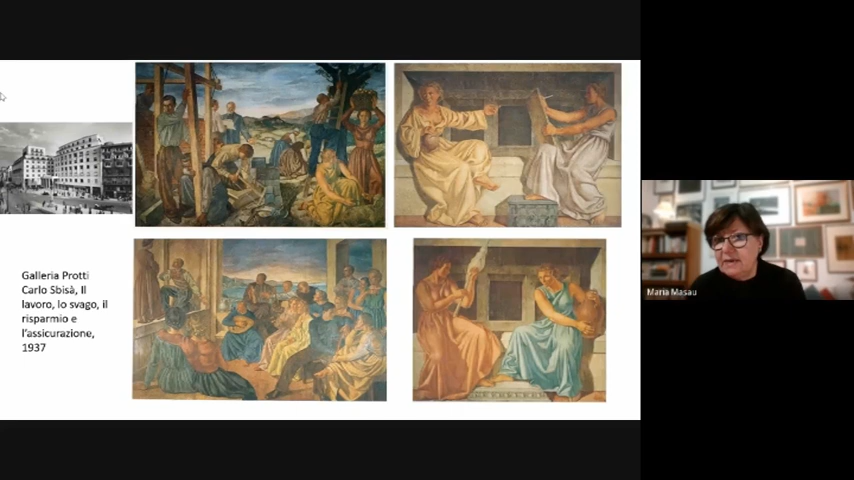 Galleria Protti
Carlo Sbisà, Il
lavoro, lo svago, il
risparmio e
l'assicurazione,
1937
Maria Masau